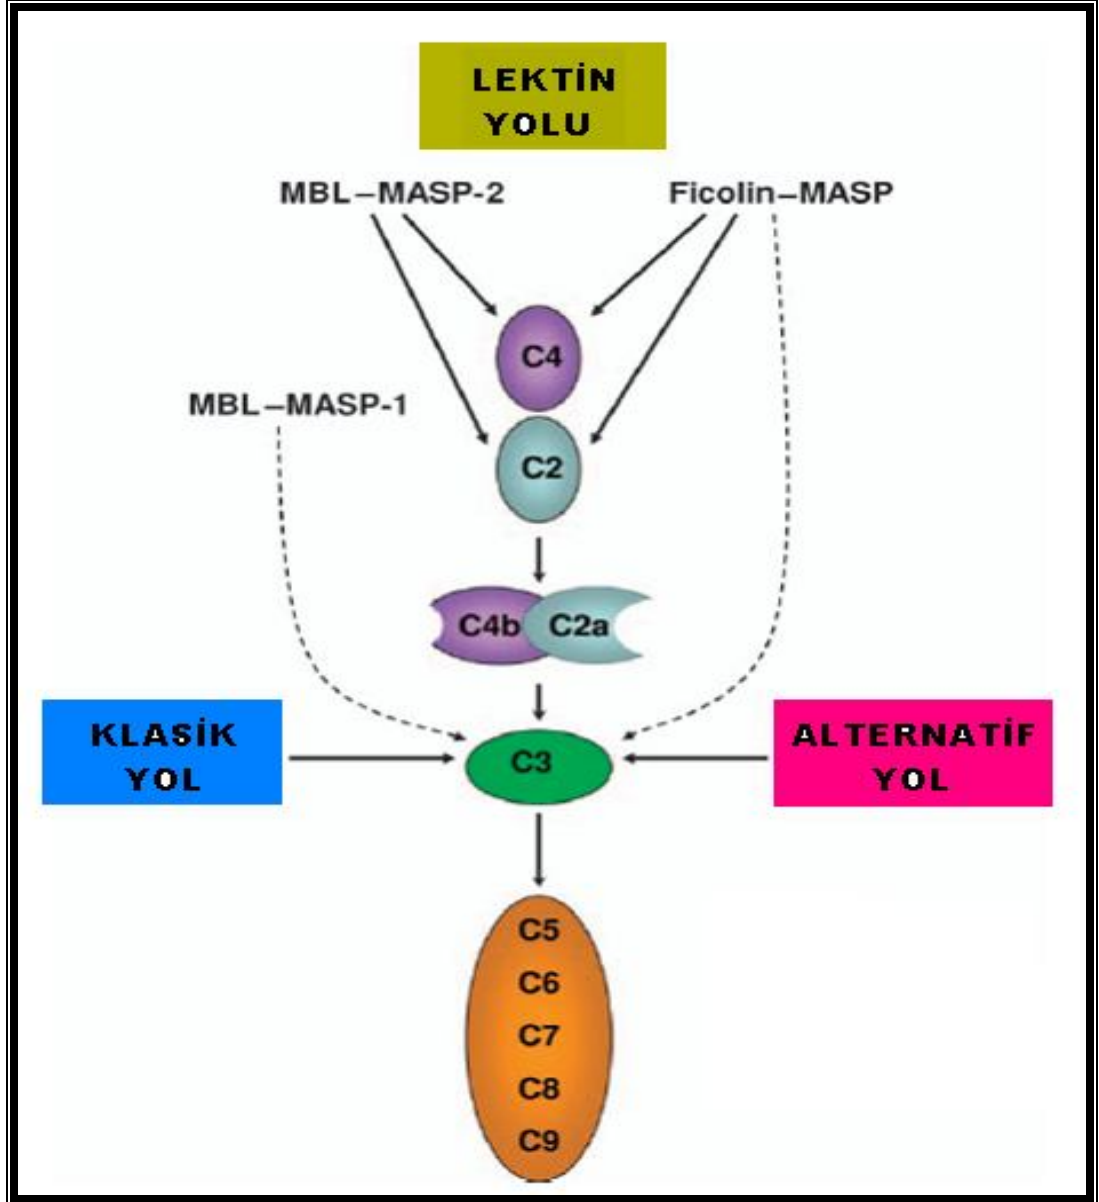 LEKTİN
YOLU
MBL–MASP-2
Ficolin–MASP
C4
MBL–MASP-1
C2
C4b
C2a
KLASİK
YOL
C3
ALTERNATİF
YOL
C5
C6
C7
C8
C9